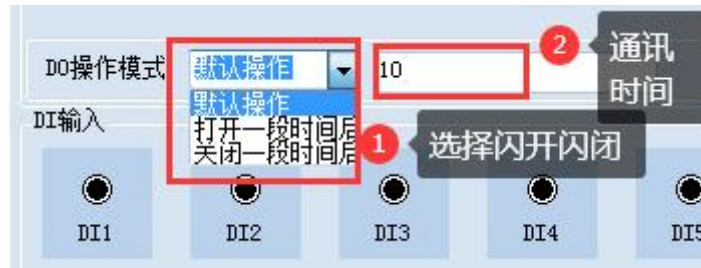 DO操作模式
默认操作
10
2
通讯
时间
默认操作
打开一段时间后
关闭一段时间后
1
选择闪开闪闭
DI输入
DI1
DI2
DI3
DI4
DI5